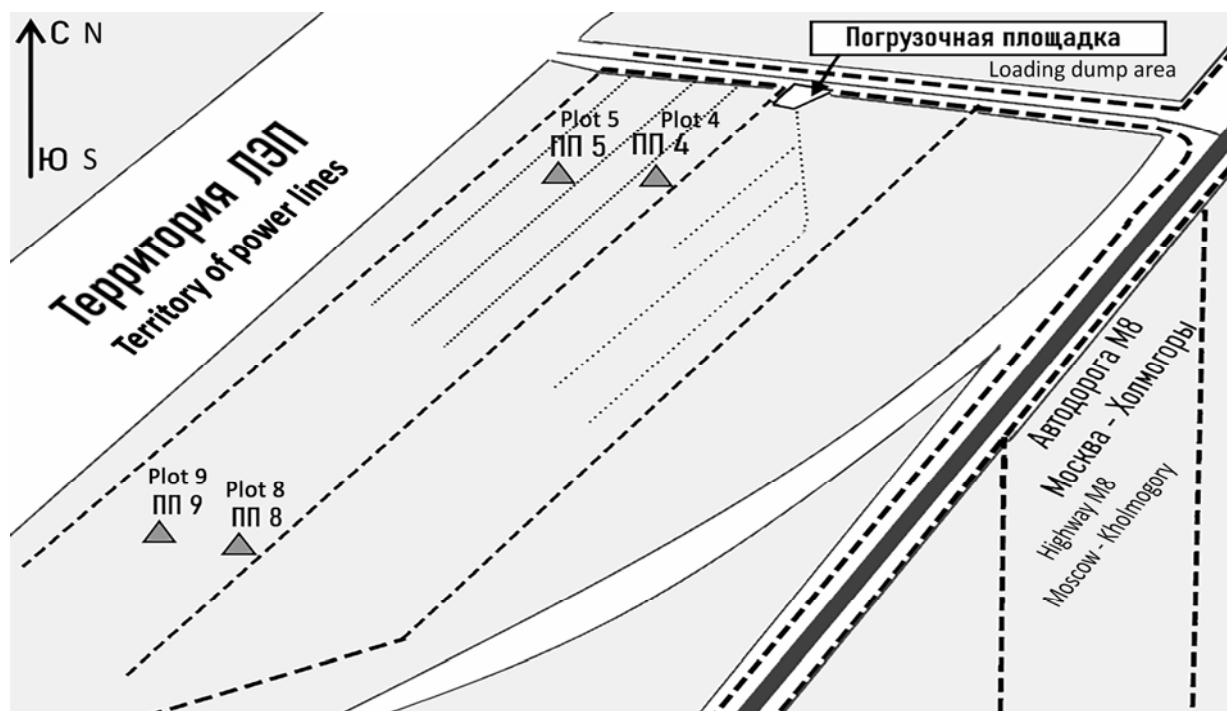 С N
Ю S
Погрузочная площадка
Loading dump area
Plot 5
ПП 5
Plot 4
ПП 4
Территория ЛЭП
Territory of power lines
Plot 9
ПП 9
Plot 8
ПП 8
Автодорога М8
Москва - Холмогоры
Highway M8
Moscow - Kholmogory